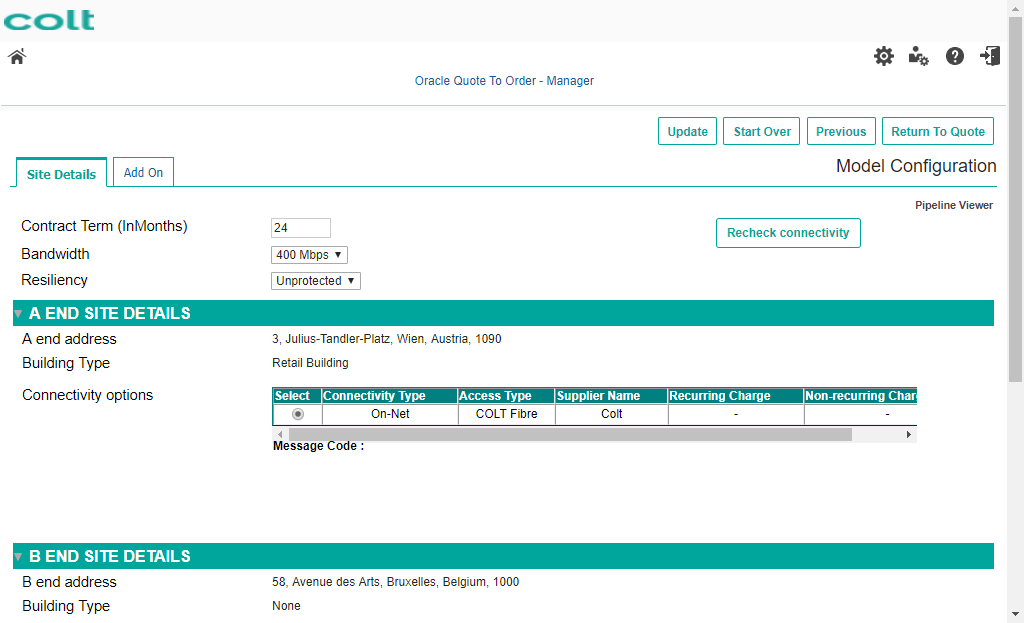 colt
Oracle Quote To Order - Manager
Update
Start Over
Previous
Return To Quote
Site Details
Add On
Model Configuration
Pipeline Viewer
Contract Term (InMonths)
24
Recheck connectivity
Bandwidth
400 Mbps
Resiliency
Unprotected
A END SITE DETAILS
A end address
3, Julius-Tandler-Platz, Wien, Austria, 1090
Building Type
Retail Building
Connectivity options
Select Connectivity Type Access Type Supplier Name Recurring Charge Non-recurring Char
On-Net COLT Fibre Colt - -
Message Code :
B END SITE DETAILS
B end address
58, Avenue des Arts, Bruxelles, Belgium, 1000
Building Type
None